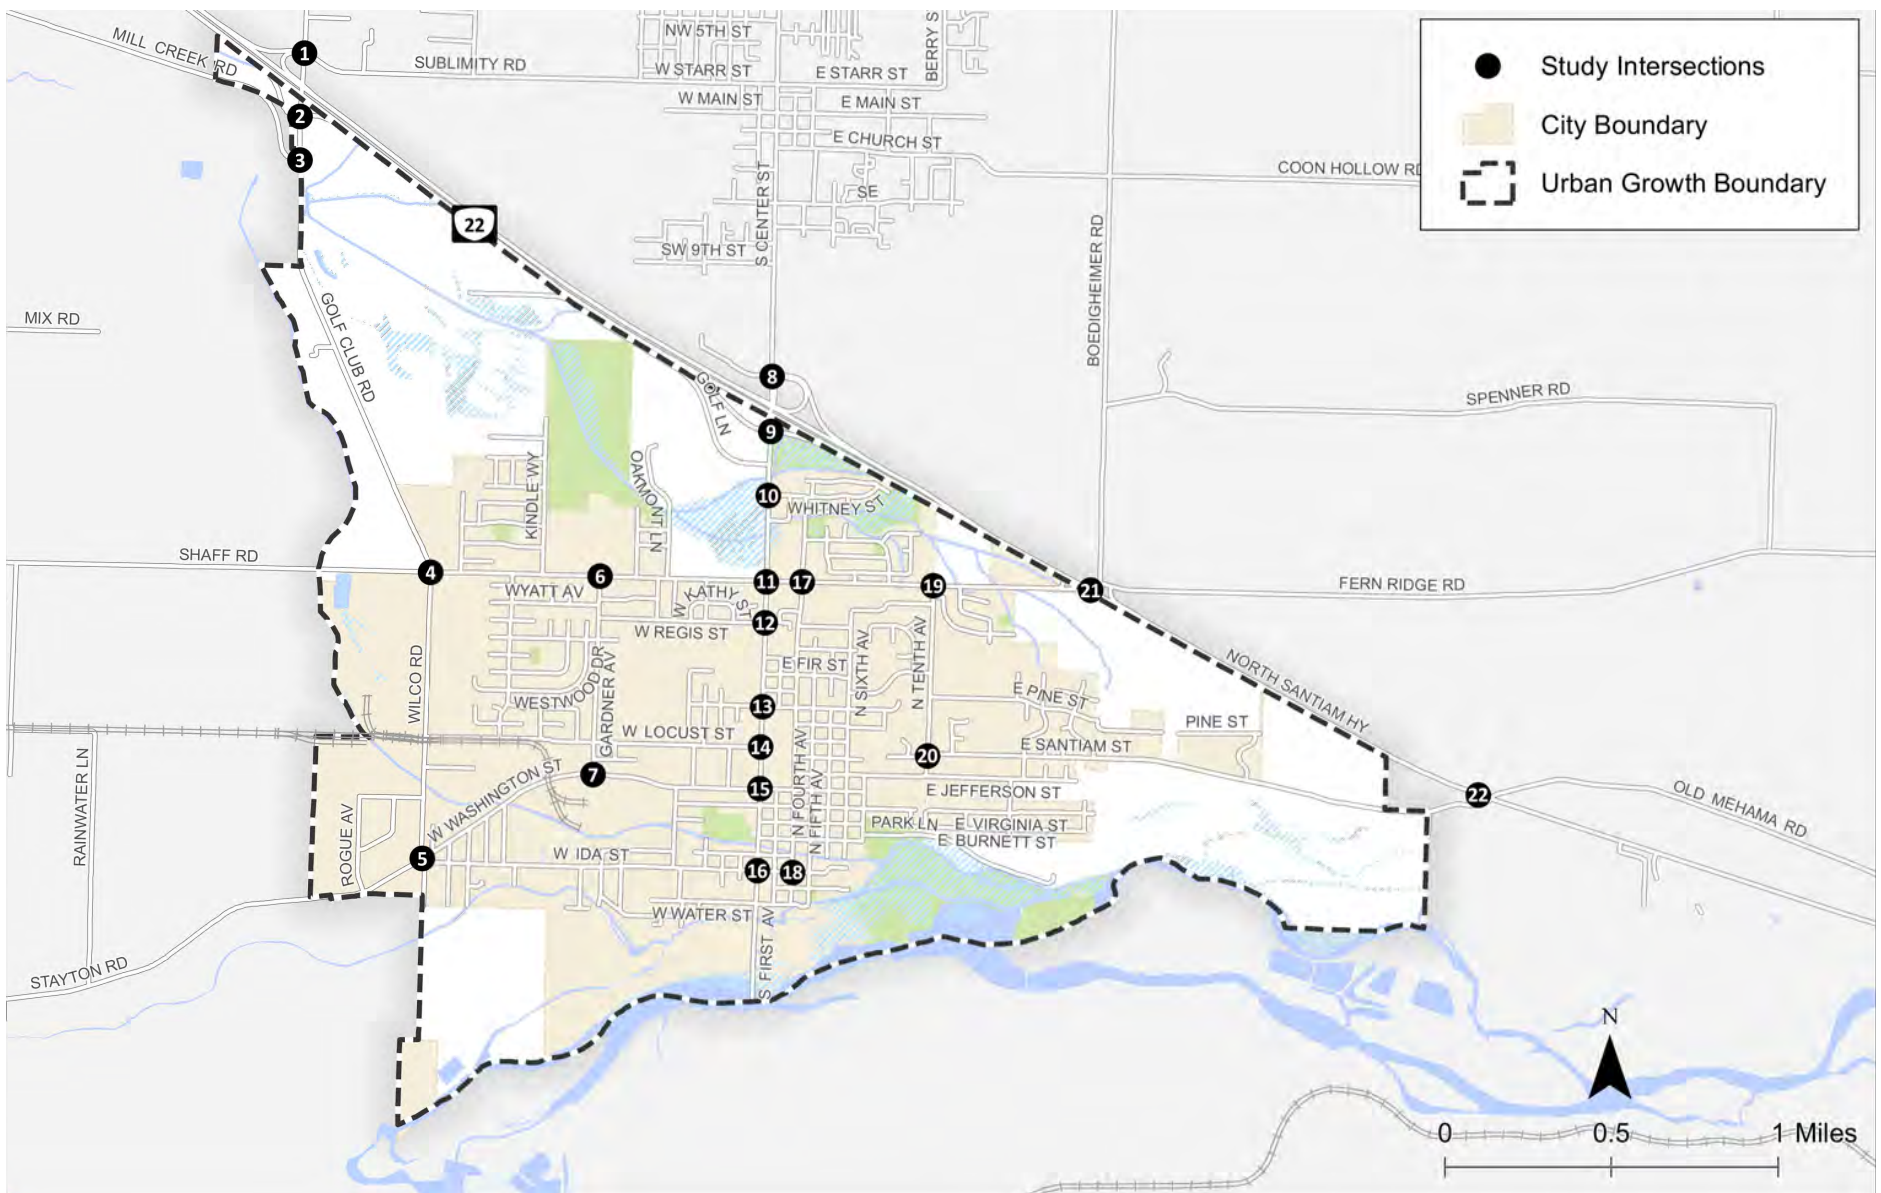 MILL CREEK RD
1
SUBLIMITY RD
NW 5TH ST
W STARR ST
E STARR ST
BERRY S
W MAIN ST
E MAIN ST
E CHURCH ST
COON HOLLOW RD
Study Intersections
City Boundary
Urban Growth Boundary
2
3
22
SE
S CENTER ST
SW 9TH ST
BOEDIGHEIMER RD
MIX RD
GOLF CLUB RD
8
GOLF LN
9
SPENNER RD
KINDLE WY
OAKMONT LN
10
WHITNEY ST
SHAFF RD
4
6
11
17
19
21
FERN RIDGE RD
WYATT AV
W KATHY ST
12
W REGIS ST
E FIR ST
N SIXTH AV
N TENTH AV
WILCO RD
WESTWOOD DR
GARDNER AV
13
E PINE ST
PINE ST
NORTH SANTIAM HY
W LOCUST ST
14
N FOURTH AV
N FIFTH AV
20
E SANTIAM ST
RAINWATER LN
7
15
E JEFFERSON ST
22
OLD MEHAMA RD
W WASHINGTON ST
ROGUE AV
PARK LN
E VIRGINIA ST
E BURNETT ST
5
W IDA ST
16
18
W WATER ST
S FIRST AV
STAYTON RD
N
0
0.5
1 Miles